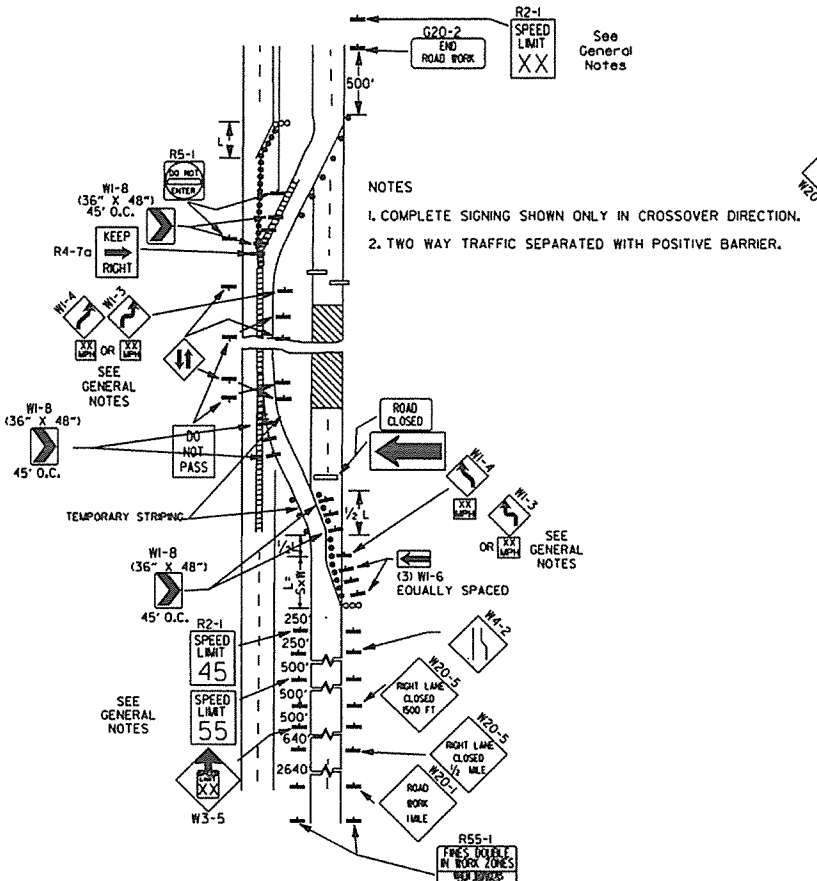 R2-1
SPEED
LIMIT
XX
See
General
Notes
G20-2
END
ROAD WORK
500'
L
R5-1
DO NOT
ENTER
W1-8
(36" X 48")
45' O.C.
R4-7a
KEEP
RIGHT
NOTES
1. COMPLETE SIGNING SHOWN ONLY IN CROSSOVER DIRECTION.
2. TWO WAY TRAFFIC SEPARATED WITH POSITIVE BARRIER.
W20
W1-4
W1-3
XX
MPH
OR
XX
MPH
SEE
GENERAL
NOTES
W1-8
(36" X 48")
45' O.C.
DO
NOT
PASS
ROAD
CLOSED
W1-4
XX
MPH
W1-3
OR
XX
MPH
SEE
GENERAL
NOTES
TEMPORARY STRIPING
½ L
½ L
L=
SxW
(3) W1-6
EQUALLY SPACED
W1-8
(36" X 48")
45' O.C.
R2-1
SPEED
LIMIT
45
250'
250'
500'
500'
500'
640'
2640'
W4-2
SEE
GENERAL
NOTES
SPEED
LIMIT
55
W20-5
RIGHT LANE
CLOSED
1500 FT
W20-5
RIGHT LANE
CLOSED
½ MILE
XX
W3-5
W20-1
ROAD
WORK
1 MILE
R55-1
FINES DOUBLE
IN WORK ZONES